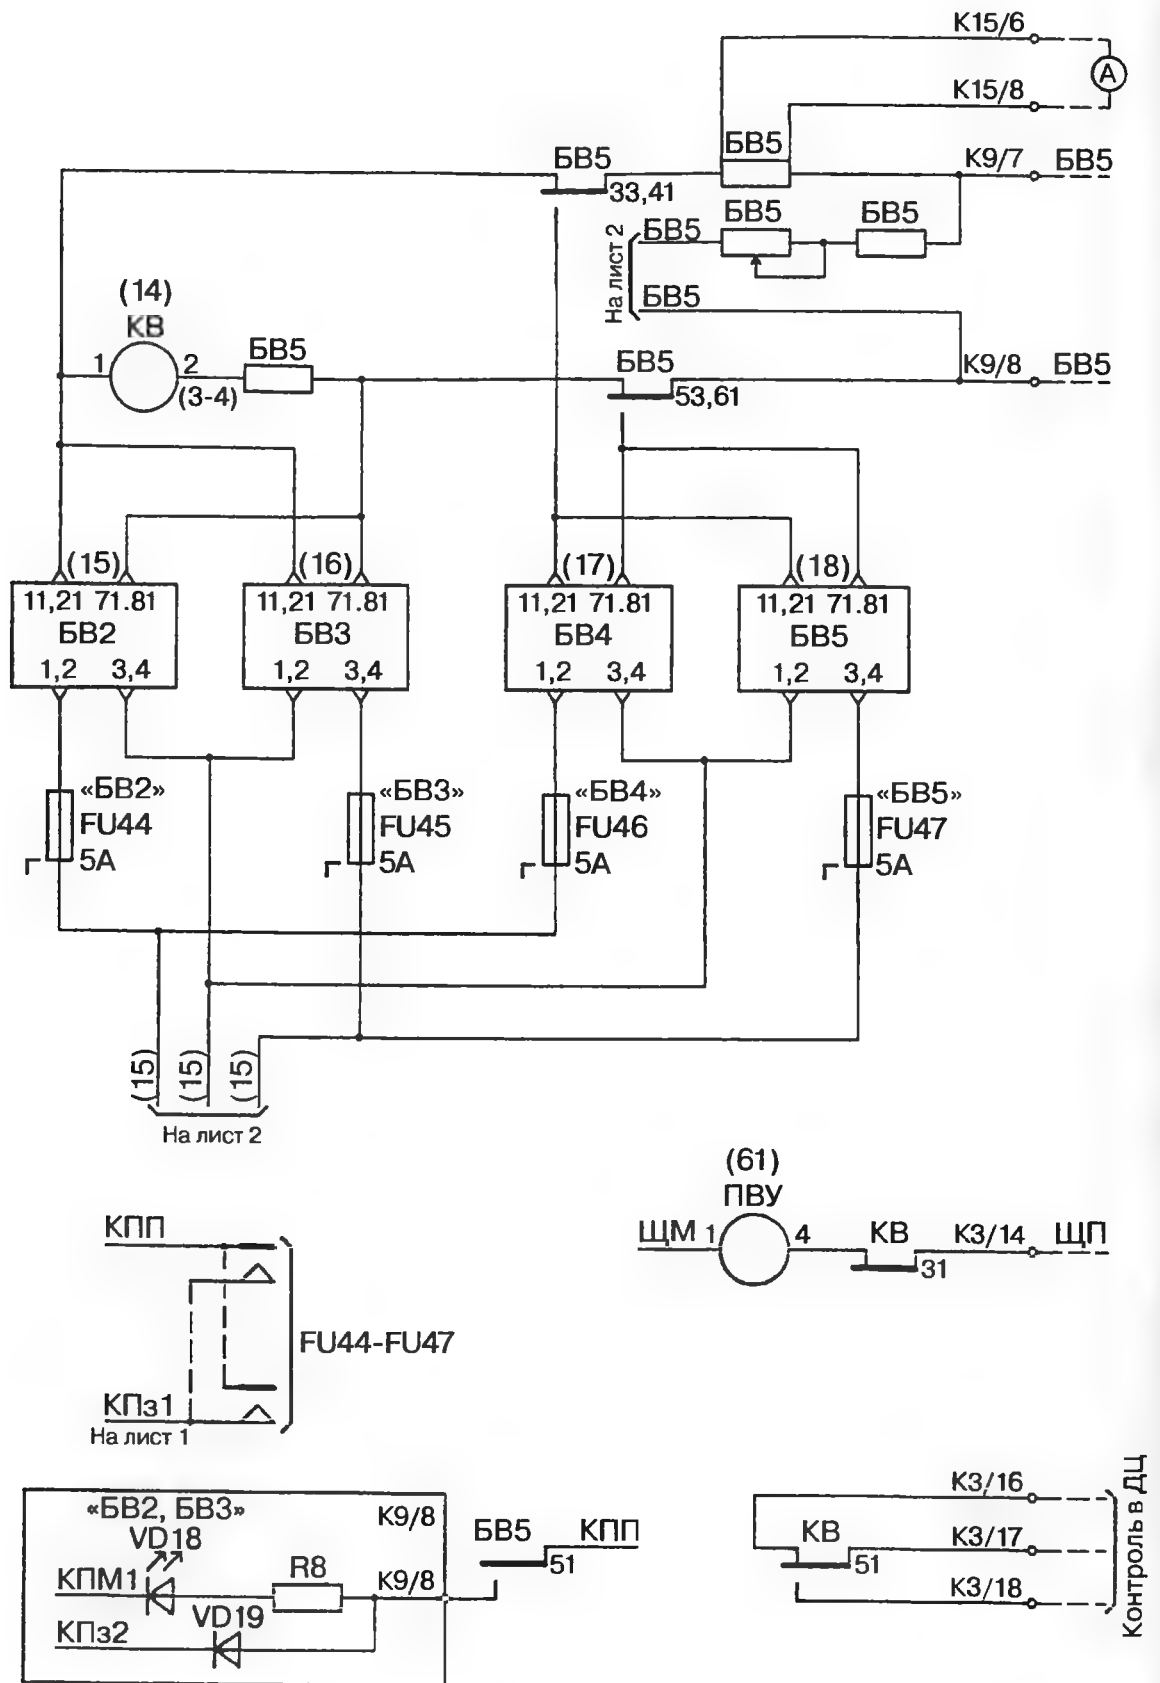 К15/6
А
К15/8
БВ5
БВ5
К9/7 БВ5
33,41
БВ5 БВ5 БВ5
На лист 2
БВ5
(14)
КВ
БВ5
БВ5
1 2
К9/8 БВ5
(3-4)
53,61
(15) (16) (17) (18)
11,21 71.81 11,21 71.81 11,21 71.81 11,21 71.81
БВ2 БВ3 БВ4 БВ5
1,2 3,4 1,2 3,4 1,2 3,4 1,2 3,4
«БВ2» «БВ3» «БВ4» «БВ5»
FU44 FU45 FU46 FU47
5А 5А 5А 5А
(15) (15) (15)
На лист 2
(61)
ПВУ
КПП
ЩМ 1 4 КВ К3/14 ЩП
31
FU44-FU47
КПз1
На лист 1
«БВ2, БВ3» К9/8
VD18
БВ5 КПП
51
КПМ1 R8 К9/8
VD19
КПз2
К3/16
КВ К3/17
51
К3/18
Контроль в ДЦ